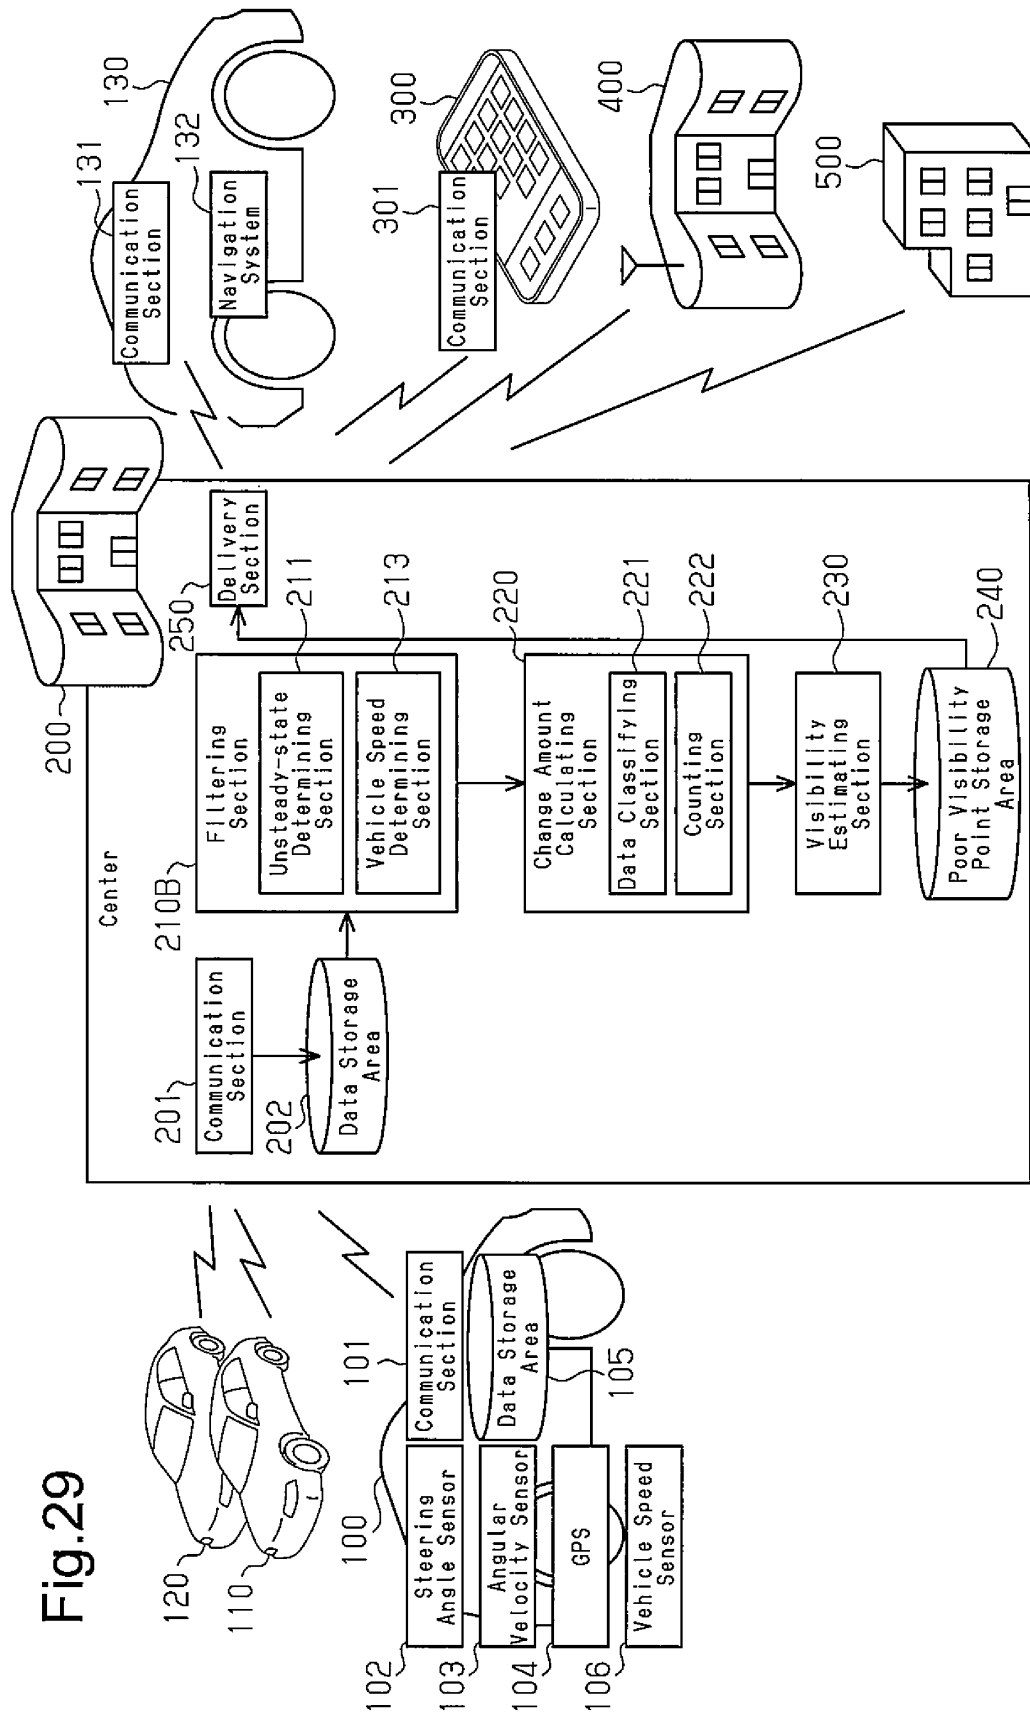 Fig.29
120
110
100
101
Communication
Section
Data Storage
Area
105
102
Steering
Angle Sensor
103
Angular
Velocity Sensor
104
GPS
106
Vehicle Speed
Sensor
200
Center
201
Communication
Section
202
Data Storage
Area
210B
Filtering
Section
Unsteady-state
Determining
Section
211
Vehicle Speed
Determining
Section
213
220
Change Amount
Calculating
Section
Data Classifying
Section
221
Counting
Section
222
Visibility
Estimating
Section
230
Poor Visibility
Point Storage
Area
240
250
Delivery
Section
130
131
Communication
Section
132
Navigation
System
300
301
Communication
Section
400
500